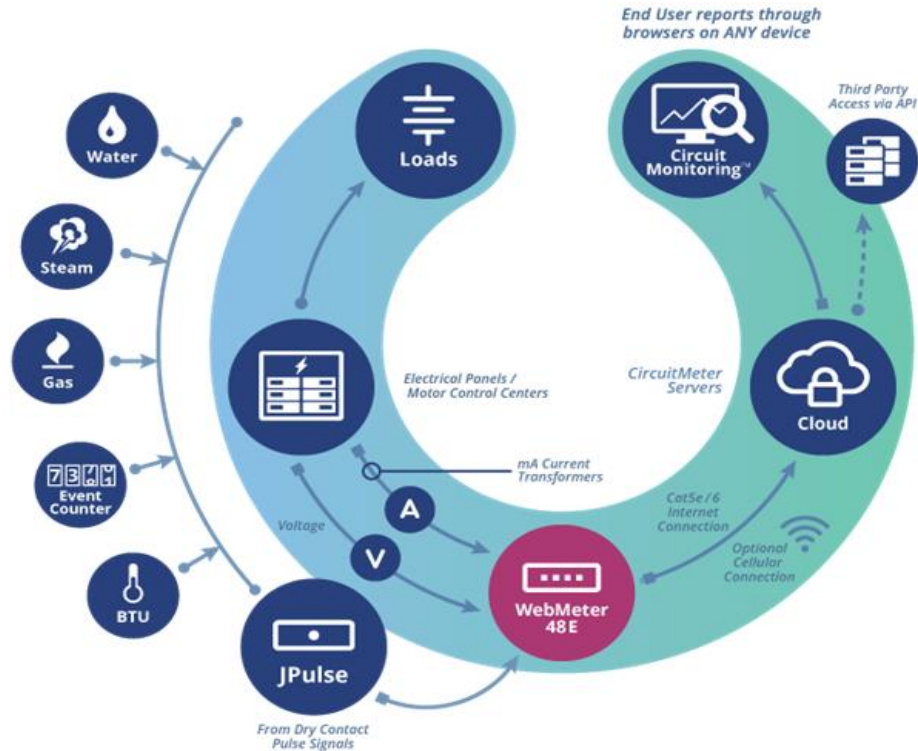 End User reports through
browsers on ANY device
Third Party
Access via API
Loads
Circuit
Monitoring™
Water
Steam
Gas
Event
Counter
BTU
Electrical Panels /
Motor Control Centers
CircuitMeter
Servers
Cloud
mA Current
Transformers
Voltage
A
V
Cat5e / 6
Internet
Connection
Optional
Cellular
Connection
WebMeter
48E
JPulse
From Dry Contact
Pulse Signals